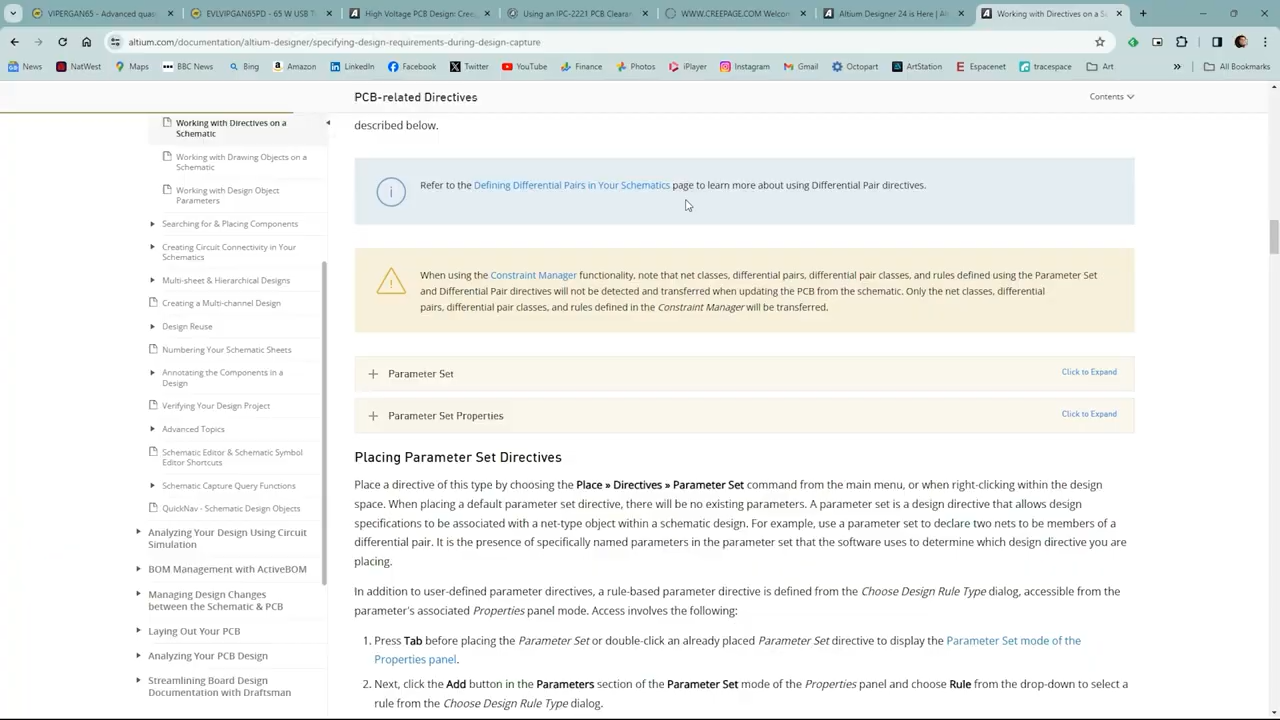 VIPERGAN65 - Advanced quas
EVLVIPGAN65PD - 65 W USB T
High Voltage PCB Design: Creep
Using an IPC-2221 PCB Clearan
WWW.CREEPAGE.COM Welcom
Altium Designer 24 is Here | Alt
Working with Directives on a Sc
altium.com/documentation/altium-designer/specifying-design-requirements-during-design-capture
News NatWest Maps BBC News Bing Amazon LinkedIn Facebook Twitter YouTube Finance Photos iPlayer Instagram Gmail Octopart ArtStation Espacenet tracespace Art » All Bookmarks
PCB-related Directives
Contents
Working with Directives on a
Schematic
Working with Drawing Objects on a
Schematic
Working with Design Object
Parameters
Searching for & Placing Components
Creating Circuit Connectivity in Your
Schematics
Multi-sheet & Hierarchical Designs
Creating a Multi-channel Design
Design Reuse
Numbering Your Schematic Sheets
Annotating the Components in a
Design
Verifying Your Design Project
Advanced Topics
Schematic Editor & Schematic Symbol
Editor Shortcuts
Schematic Capture Query Functions
QuickNav - Schematic Design Objects
Analyzing Your Design Using Circuit
Simulation
BOM Management with ActiveBOM
Managing Design Changes
between the Schematic & PCB
Laying Out Your PCB
Analyzing Your PCB Design
Streamlining Board Design
Documentation with Draftsman
described below.
Refer to the Defining Differential Pairs in Your Schematics page to learn more about using Differential Pair directives.
When using the Constraint Manager functionality, note that net classes, differential pairs, differential pair classes, and rules defined using the Parameter Set
and Differential Pair directives will not be detected and transferred when updating the PCB from the schematic. Only the net classes, differential
pairs, differential pair classes, and rules defined in the Constraint Manager will be transferred.
Parameter Set Click to Expand
Parameter Set Properties Click to Expand
Placing Parameter Set Directives
Place a directive of this type by choosing the Place » Directives » Parameter Set command from the main menu, or when right-clicking within the design
space. When placing a default parameter set directive, there will be no existing parameters. A parameter set is a design directive that allows design
specifications to be associated with a net-type object within a schematic design. For example, use a parameter set to declare two nets to be members of a
differential pair. It is the presence of specifically named parameters in the parameter set that the software uses to determine which design directive you are
placing.
In addition to user-defined parameter directives, a rule-based parameter directive is defined from the Choose Design Rule Type dialog, accessible from the
parameter's associated Properties panel mode. Access involves the following:
1. Press Tab before placing the Parameter Set or double-click an already placed Parameter Set directive to display the Parameter Set mode of the
Properties panel.
2. Next, click the Add button in the Parameters section of the Parameter Set mode of the Properties panel and choose Rule from the drop-down to select a
rule from the Choose Design Rule Type dialog.